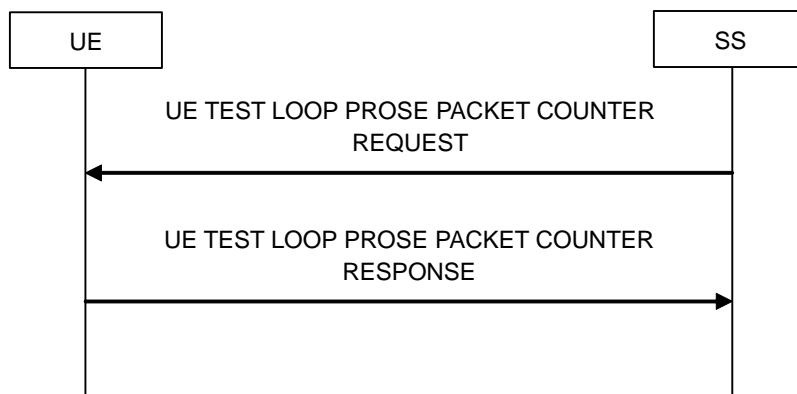 UE
SS
UE TEST LOOP PROSE PACKET COUNTER
REQUEST
UE TEST LOOP PROSE PACKET COUNTER
RESPONSE